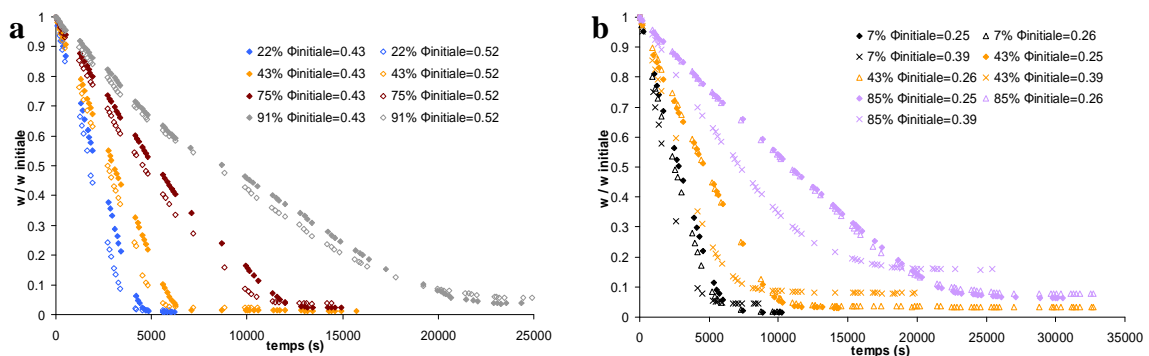 a
1
0.9
0.8
0.7
0.6
0.5
0.4
0.3
0.2
0.1
0
w / w initiale
0 5000 10000 15000 20000 25000
temps (s)
22% Φinitiale=0.43 22% Φinitiale=0.52
43% Φinitiale=0.43 43% Φinitiale=0.52
75% Φinitiale=0.43 75% Φinitiale=0.52
91% Φinitiale=0.43 91% Φinitiale=0.52
b
1
0.9
0.8
0.7
0.6
0.5
0.4
0.3
0.2
0.1
0
w / w initiale
0 5000 10000 15000 20000 25000 30000 35000
temps (s)
7% Φinitiale=0.25 7% Φinitiale=0.26
7% Φinitiale=0.39 43% Φinitiale=0.25
43% Φinitiale=0.26 43% Φinitiale=0.39
85% Φinitiale=0.25 85% Φinitiale=0.26
85% Φinitiale=0.39